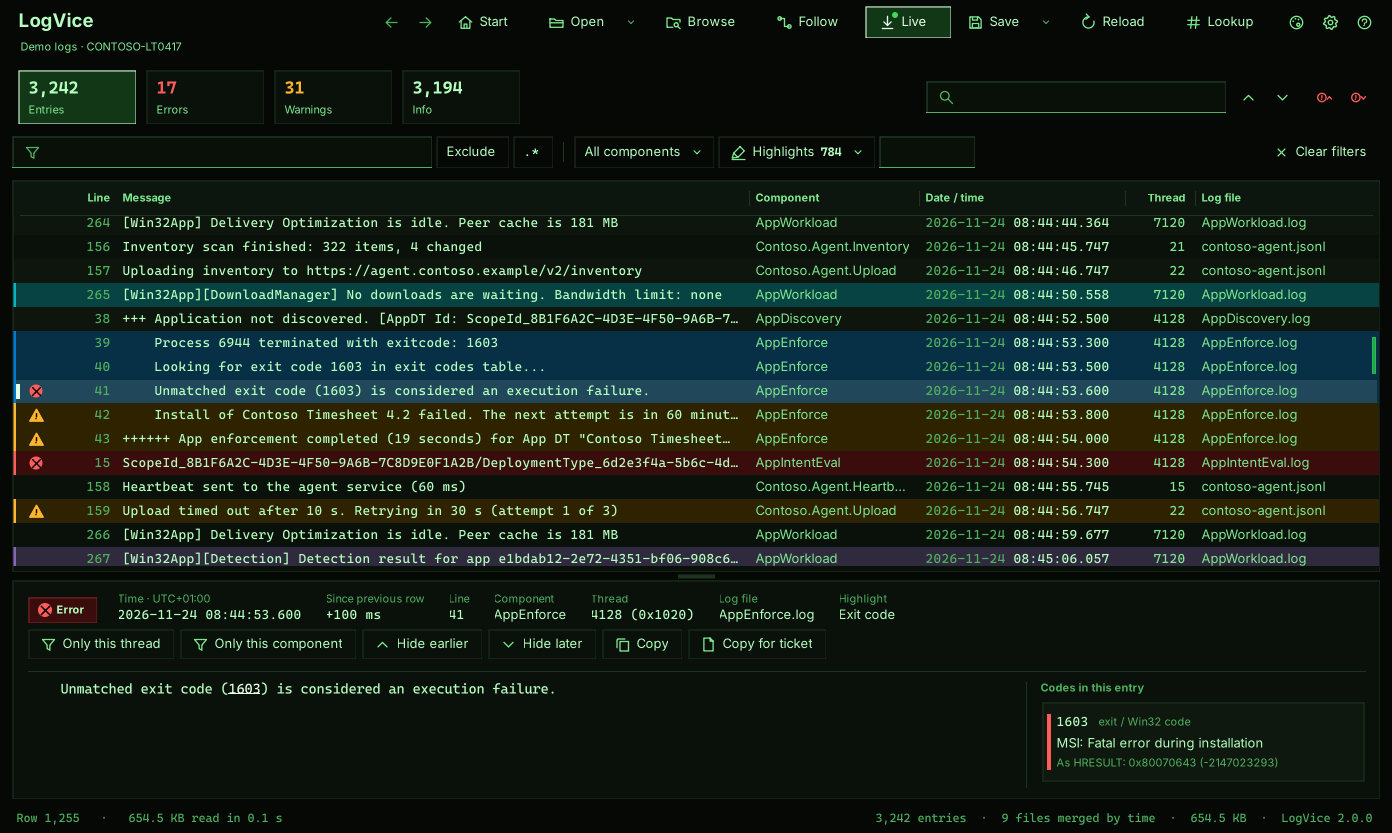 LogVice
Start Open Browse Follow Live Save Reload Lookup
Demo logs · CONTOSO-LT0417
3,242 17 31 3,194
Entries Errors Warnings Info
Exclude .* All components Highlights 784 Clear filters
Line Message Component Date / time Thread Log file
264 [Win32App] Delivery Optimization is idle. Peer cache is 181 MB AppWorkload 2026-11-24 08:44:44.364 7120 AppWorkload.log
156 Inventory scan finished: 322 items, 4 changed Contoso.Agent.Inventory 2026-11-24 08:44:45.747 21 contoso-agent.jsonl
157 Uploading inventory to https://agent.contoso.example/v2/inventory Contoso.Agent.Upload 2026-11-24 08:44:46.747 22 contoso-agent.jsonl
265 [Win32App][DownloadManager] No downloads are waiting. Bandwidth limit: none AppWorkload 2026-11-24 08:44:50.558 7120 AppWorkload.log
38 +++ Application not discovered. [AppDT Id: ScopeId_8B1F6A2C-4D3E-4F50-9A6B-7… AppDiscovery 2026-11-24 08:44:52.500 4128 AppDiscovery.log
39 Process 6944 terminated with exitcode: 1603 AppEnforce 2026-11-24 08:44:53.300 4128 AppEnforce.log
40 Looking for exit code 1603 in exit codes table... AppEnforce 2026-11-24 08:44:53.500 4128 AppEnforce.log
41 Unmatched exit code (1603) is considered an execution failure. AppEnforce 2026-11-24 08:44:53.600 4128 AppEnforce.log
42 Install of Contoso Timesheet 4.2 failed. The next attempt is in 60 minut… AppEnforce 2026-11-24 08:44:53.800 4128 AppEnforce.log
43 ++++++ App enforcement completed (19 seconds) for App DT "Contoso Timesheet… AppEnforce 2026-11-24 08:44:54.000 4128 AppEnforce.log
15 ScopeId_8B1F6A2C-4D3E-4F50-9A6B-7C8D9E0F1A2B/DeploymentType_6d2e3f4a-5b6c-4d… AppIntentEval 2026-11-24 08:44:54.300 4128 AppIntentEval.log
158 Heartbeat sent to the agent service (60 ms) Contoso.Agent.Heartb… 2026-11-24 08:44:55.745 15 contoso-agent.jsonl
159 Upload timed out after 10 s. Retrying in 30 s (attempt 1 of 3) Contoso.Agent.Upload 2026-11-24 08:44:56.747 22 contoso-agent.jsonl
266 [Win32App] Delivery Optimization is idle. Peer cache is 181 MB AppWorkload 2026-11-24 08:44:59.677 7120 AppWorkload.log
267 [Win32App][Detection] Detection result for app e1bdab12-2e72-4351-bf06-908c6… AppWorkload 2026-11-24 08:45:06.057 7120 AppWorkload.log
Error
Time · UTC+01:00 Since previous row Line Component Thread Log file Highlight
2026-11-24 08:44:53.600 +100 ms 41 AppEnforce 4128 (0x1020) AppEnforce.log Exit code
Only this thread Only this component Hide earlier Hide later Copy Copy for ticket
Unmatched exit code (1603) is considered an execution failure.
Codes in this entry
1603 exit / Win32 code
MSI: Fatal error during installation
As HRESULT: 0x80070643 (-2147023293)
Row 1,255 · 654.5 KB read in 0.1 s
3,242 entries · 9 files merged by time · 654.5 KB · LogVice 2.0.0